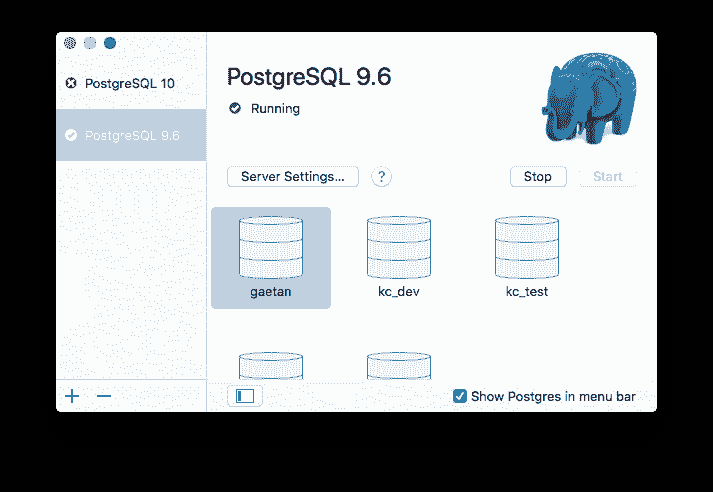 PostgreSQL 10
PostgreSQL 9.6
PostgreSQL 9.6
Running
Server Settings...
?
Stop
Start
gaetan
kc_dev
kc_test
Show Postgres in menu bar